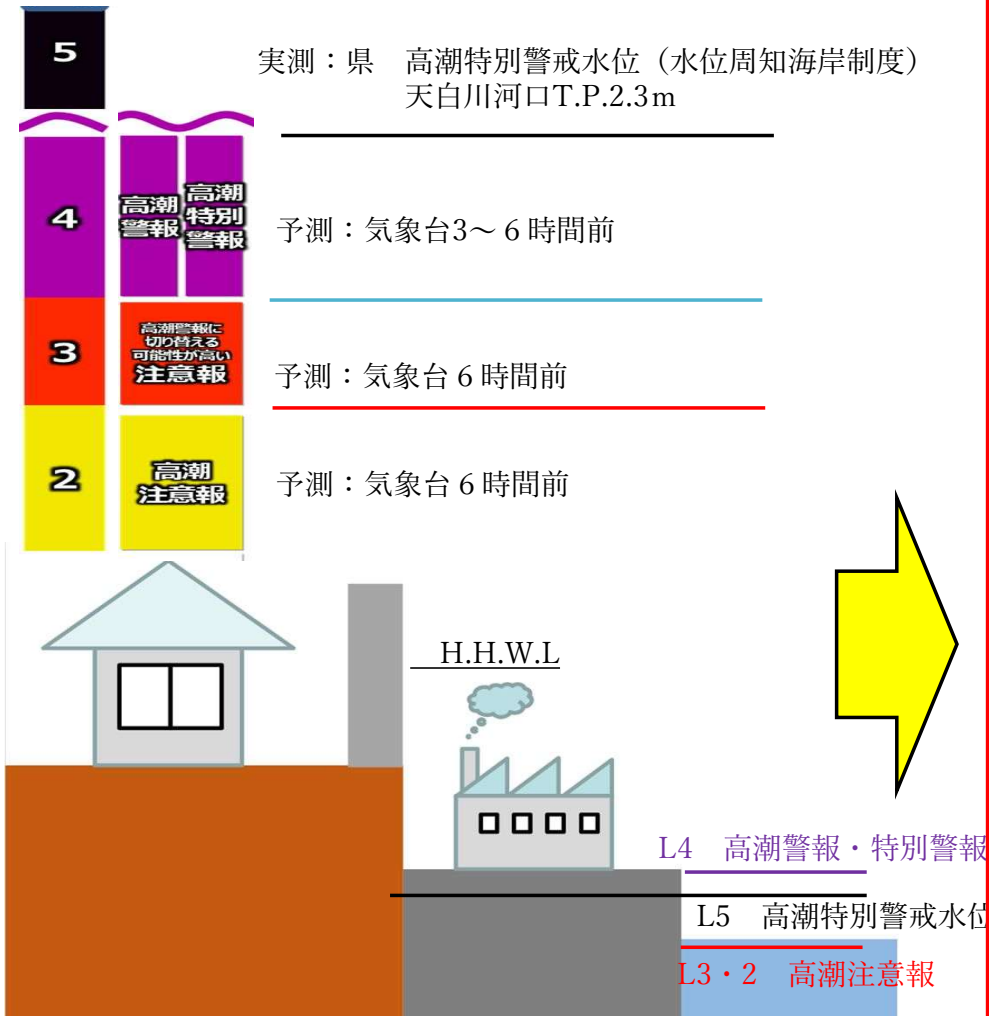 5
実測：県　高潮特別警戒水位（水位周知海岸制度）
天白川河口T.P.2.3m
4
高潮
警報
高潮
特別
警報
予測：気象台3〜６時間前
3
高潮警報に
切り替える
可能性が高い
注意報
予測：気象台６時間前
2
高潮
注意報
予測：気象台６時間前
H.H.W.L
L4　高潮警報・特別警報
L5　高潮特別警戒水位
L3・2　高潮注意報